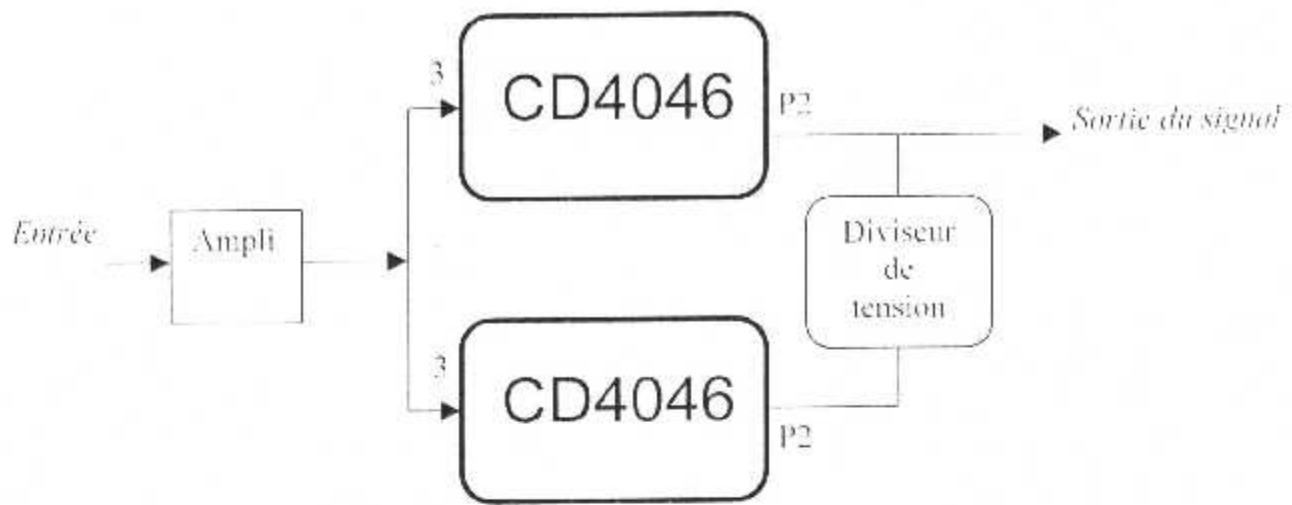 3
CD4046
P2
Sortie du signal
Entrée
Ampli
Diviseur
de
tension
3
CD4046
P2